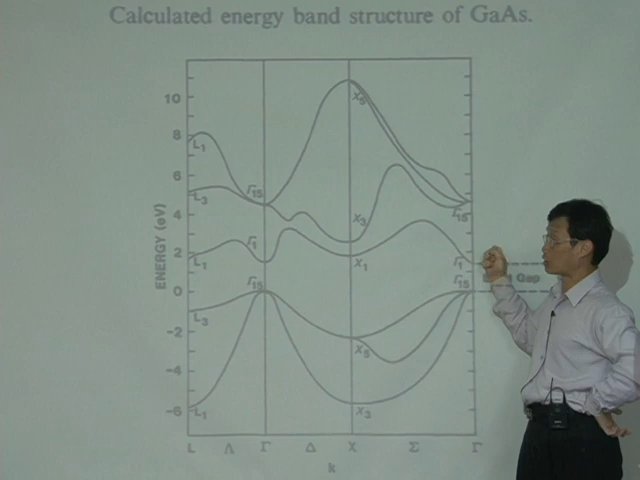 Calculated energy band structure of GaAs.
10
8
6
4
2
0
-2
-4
-6
ENERGY (eV)
L1
L3
L1
L3
L1
Γ15
Γ1
Γ15
X5
X3
X1
X5
X3
Γ15
Γ1
Γ15
Gap
L Λ Γ Δ X Σ Γ
k